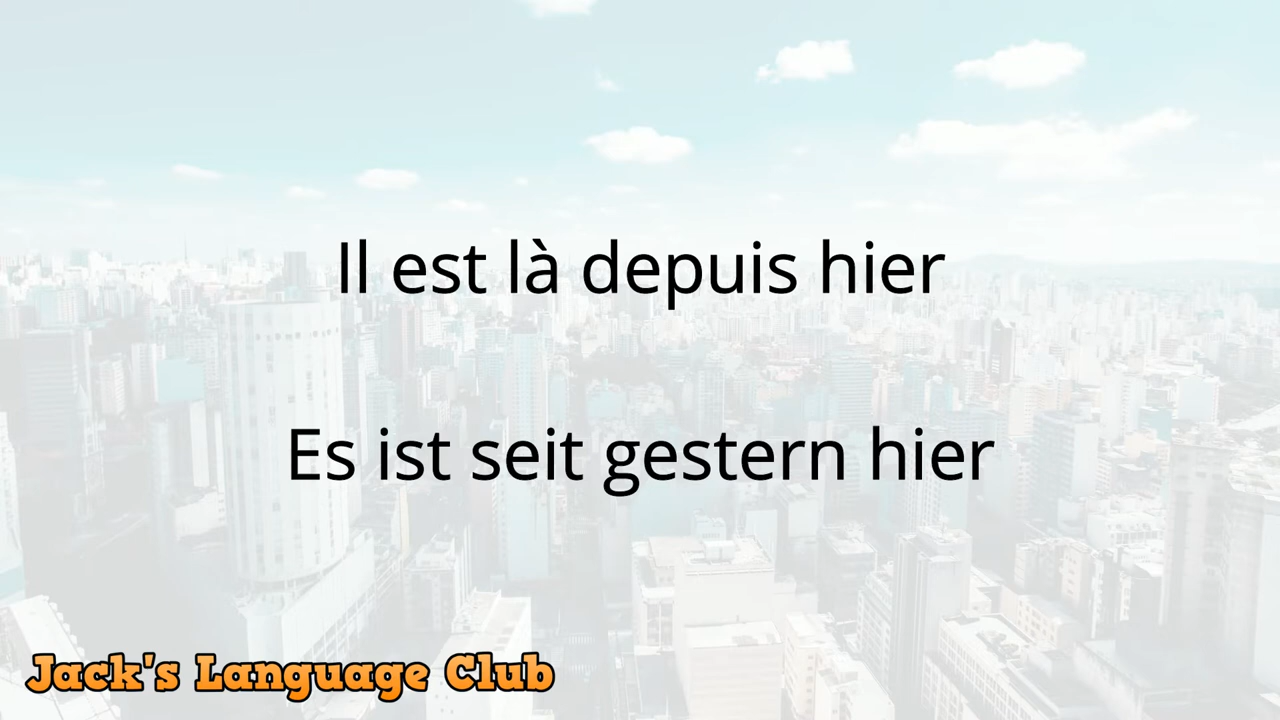 Il est là depuis hier
Es ist seit gestern hier
Jack's Language Club